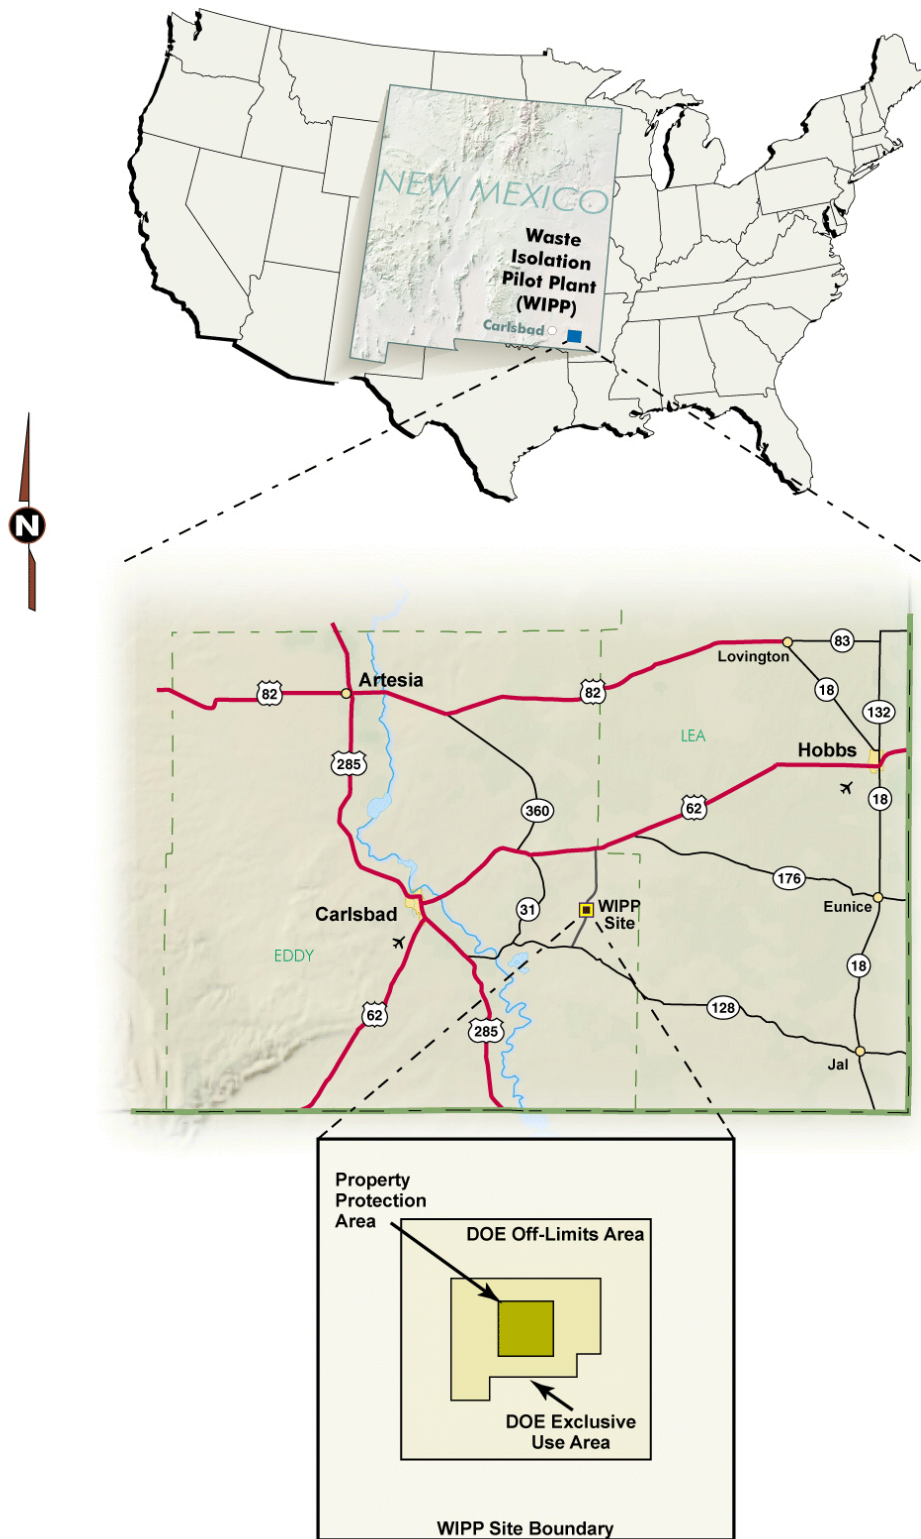 NEW MEXICO
Waste
Isolation
Pilot Plant
(WIPP)
Carlsbad
N
83
Lovington
Artesia
82
82
18
132
LEA
Hobbs
285
62
18
360
176
Eunice
31
WIPP
Site
Carlsbad
EDDY
18
128
62
285
Jal
Property
Protection
Area
DOE Off-Limits Area
DOE Exclusive
Use Area
WIPP Site Boundary